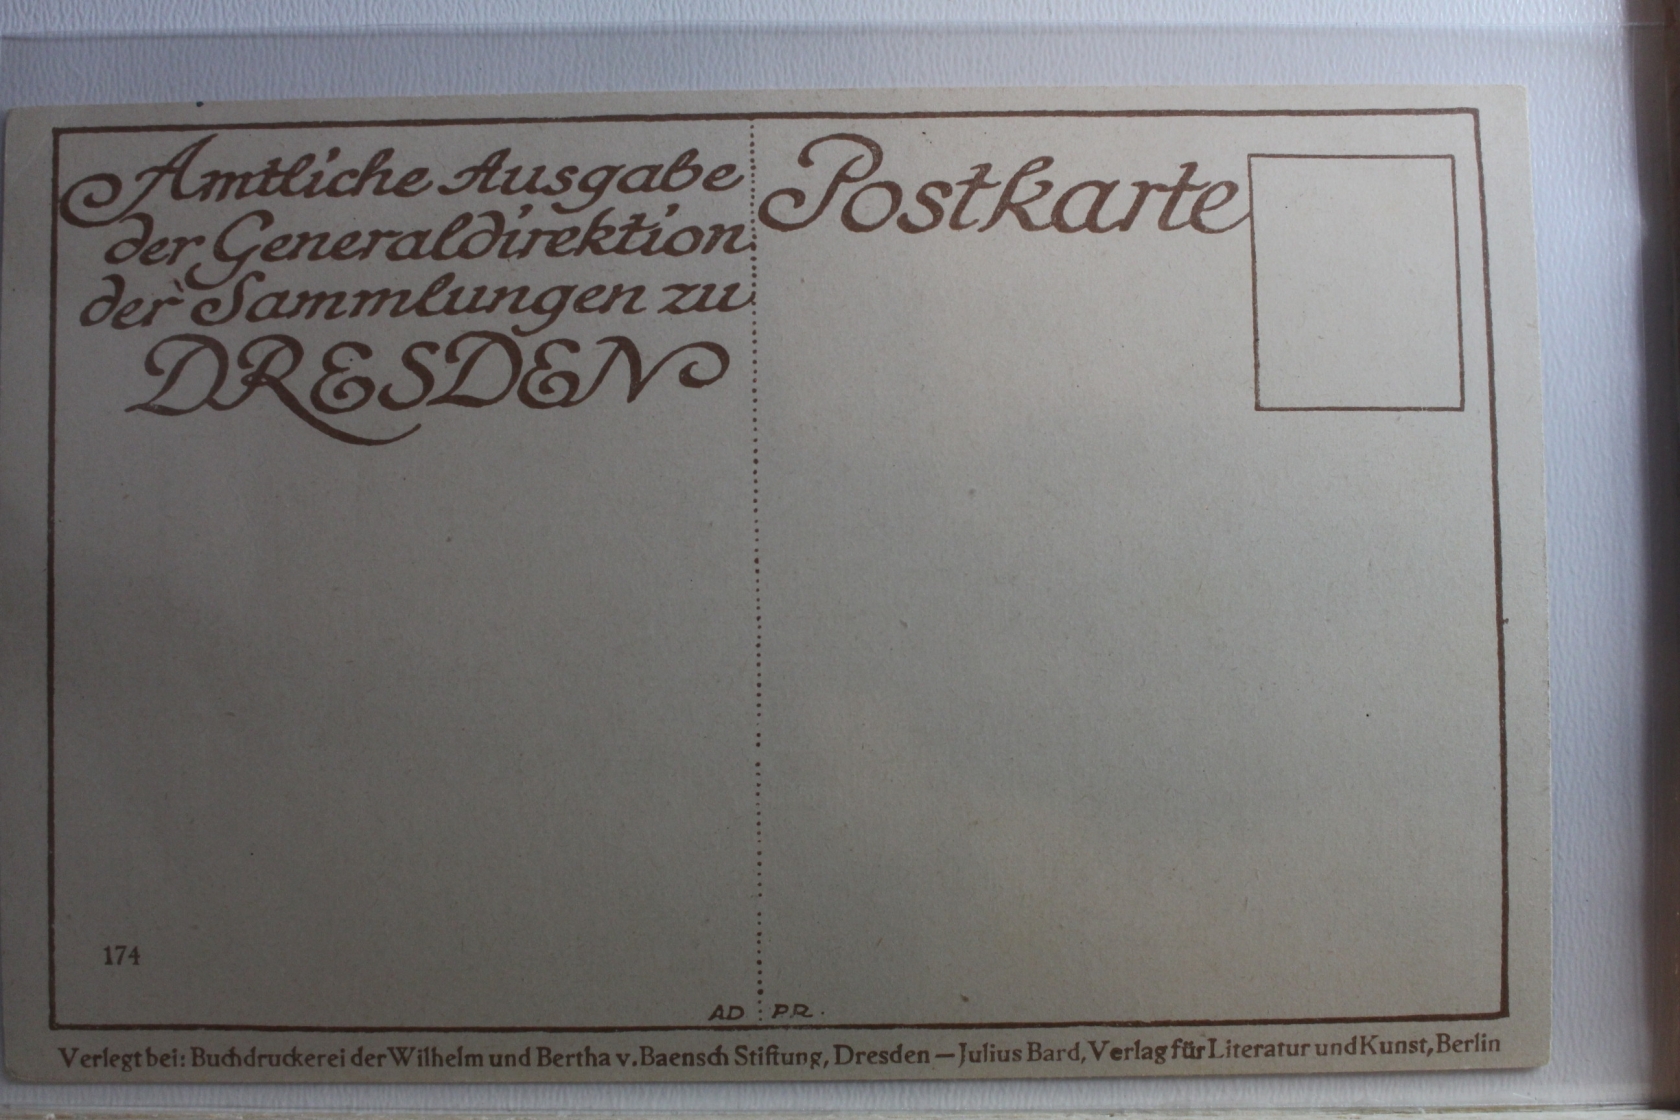 Amtliche Ausgabe
der Generaldirektion
der Sammlungen zu
DRESDEN
Postkarte
174
AD : P.R.
Verlegt bei: Buchdruckerei der Wilhelm und Bertha v. Baensch Stiftung, Dresden — Julius Bard, Verlag für Literatur und Kunst, Berlin